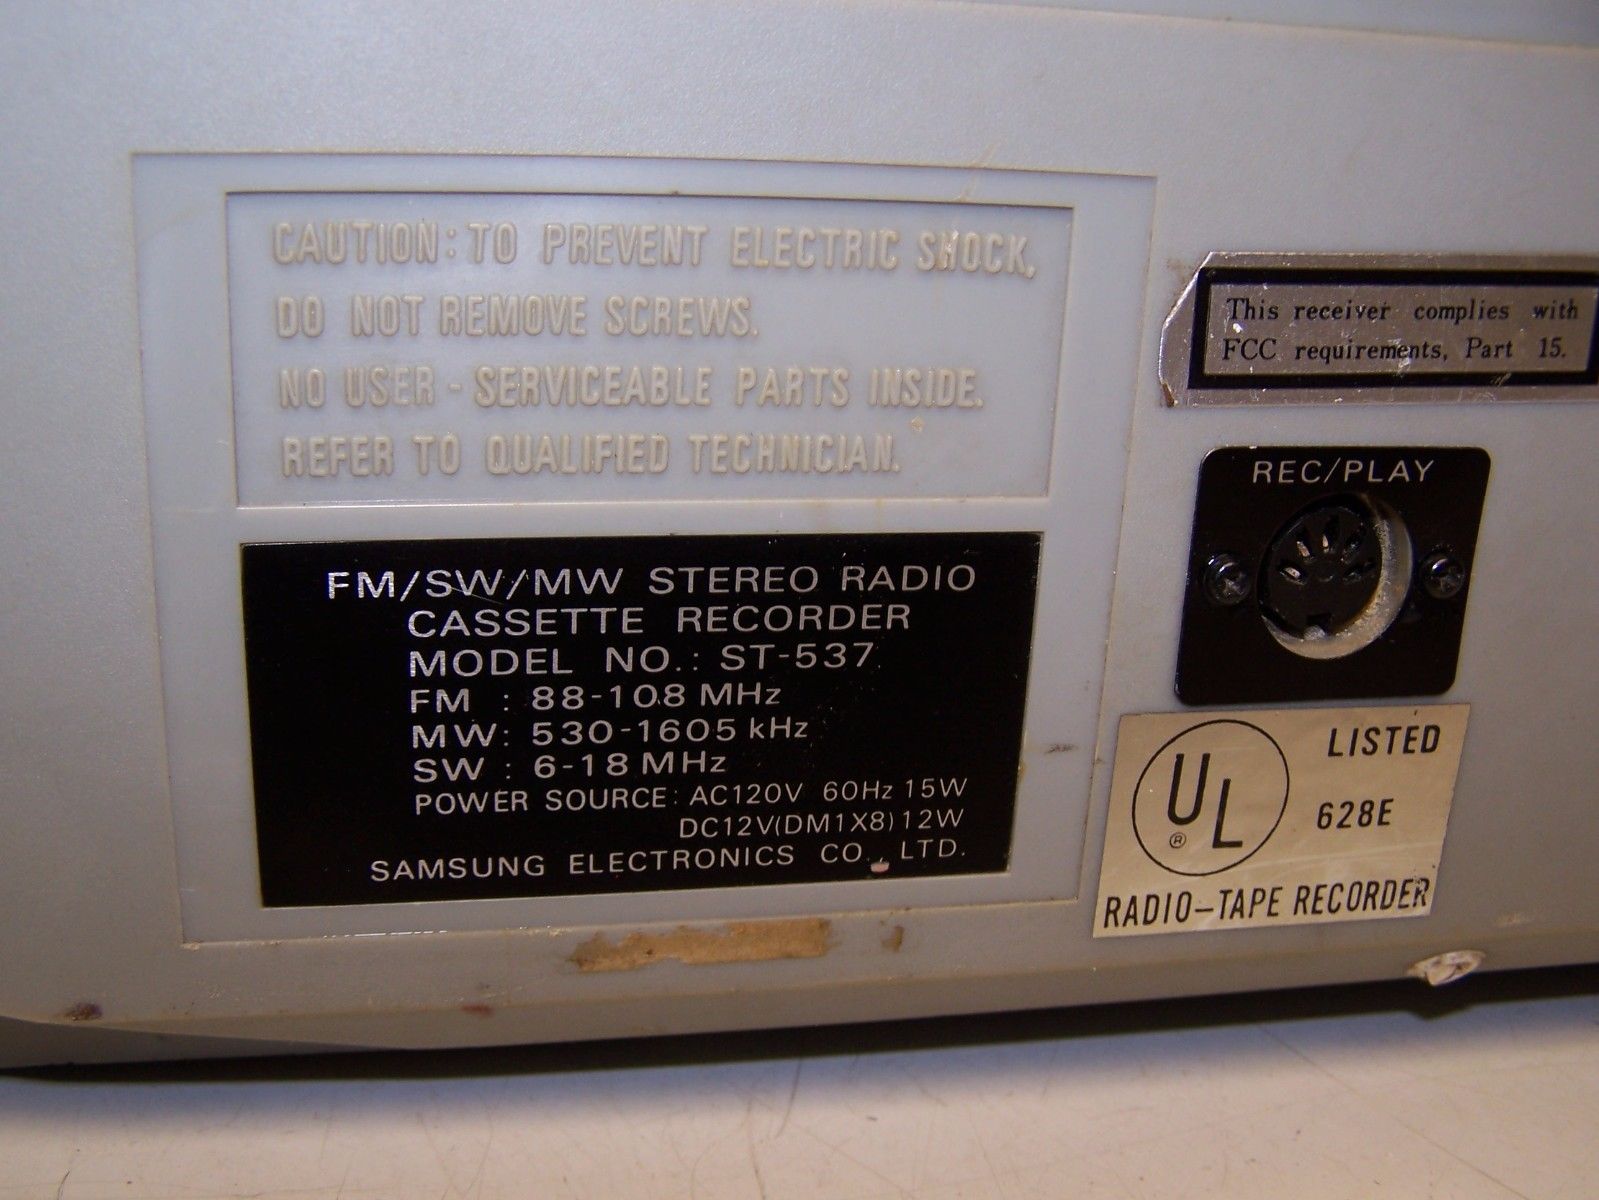 CAUTION: TO PREVENT ELECTRIC SHOCK,
DO NOT REMOVE SCREWS.
NO USER - SERVICEABLE PARTS INSIDE.
REFER TO QUALIFIED TECHNICIAN.
FM/SW/MW STEREO RADIO
CASSETTE RECORDER
MODEL NO.: ST-537
FM : 88-108 MHz
MW: 530-1605 kHz
SW : 6-18 MHz
POWER SOURCE: AC120V 60Hz 15W
DC12V(DM1X8) 12W
SAMSUNG ELECTRONICS CO., LTD.
This receiver complies with
FCC requirements, Part 15.
REC/PLAY
UL ® LISTED
628E
RADIO-TAPE RECORDER